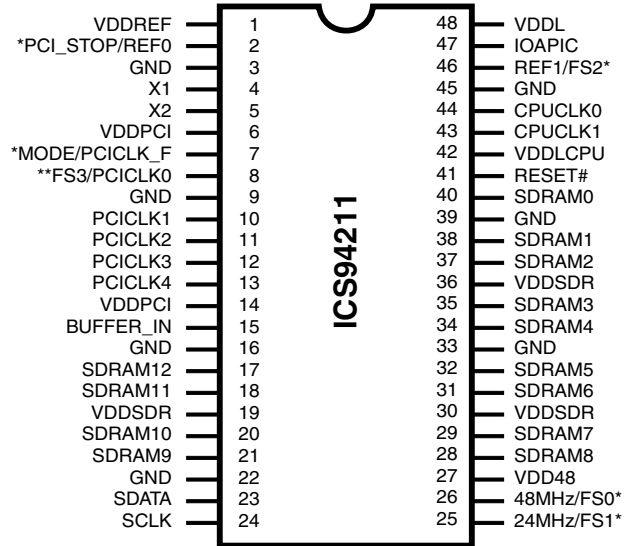 VDDREF 1 48 VDDL
*PCI_STOP/REF0 2 47 IOAPIC
GND 3 46 REF1/FS2*
X1 4 45 GND
X2 5 44 CPUCLK0
VDDPCI 6 43 CPUCLK1
*MODE/PCICLK_F 7 42 VDDLCPU
**FS3/PCICLK0 8 41 RESET#
GND 9 40 SDRAM0
PCICLK1 10 39 GND
PCICLK2 11 38 SDRAM1
PCICLK3 12 37 SDRAM2
PCICLK4 13 36 VDDSDR
VDDPCI 14 35 SDRAM3
BUFFER_IN 15 34 SDRAM4
GND 16 33 GND
SDRAM12 17 32 SDRAM5
SDRAM11 18 31 SDRAM6
VDDSDR 19 30 VDDSDR
SDRAM10 20 29 SDRAM7
SDRAM9 21 28 SDRAM8
GND 22 27 VDD48
SDATA 23 26 48MHz/FS0*
SCLK 24 25 24MHz/FS1*
ICS94211